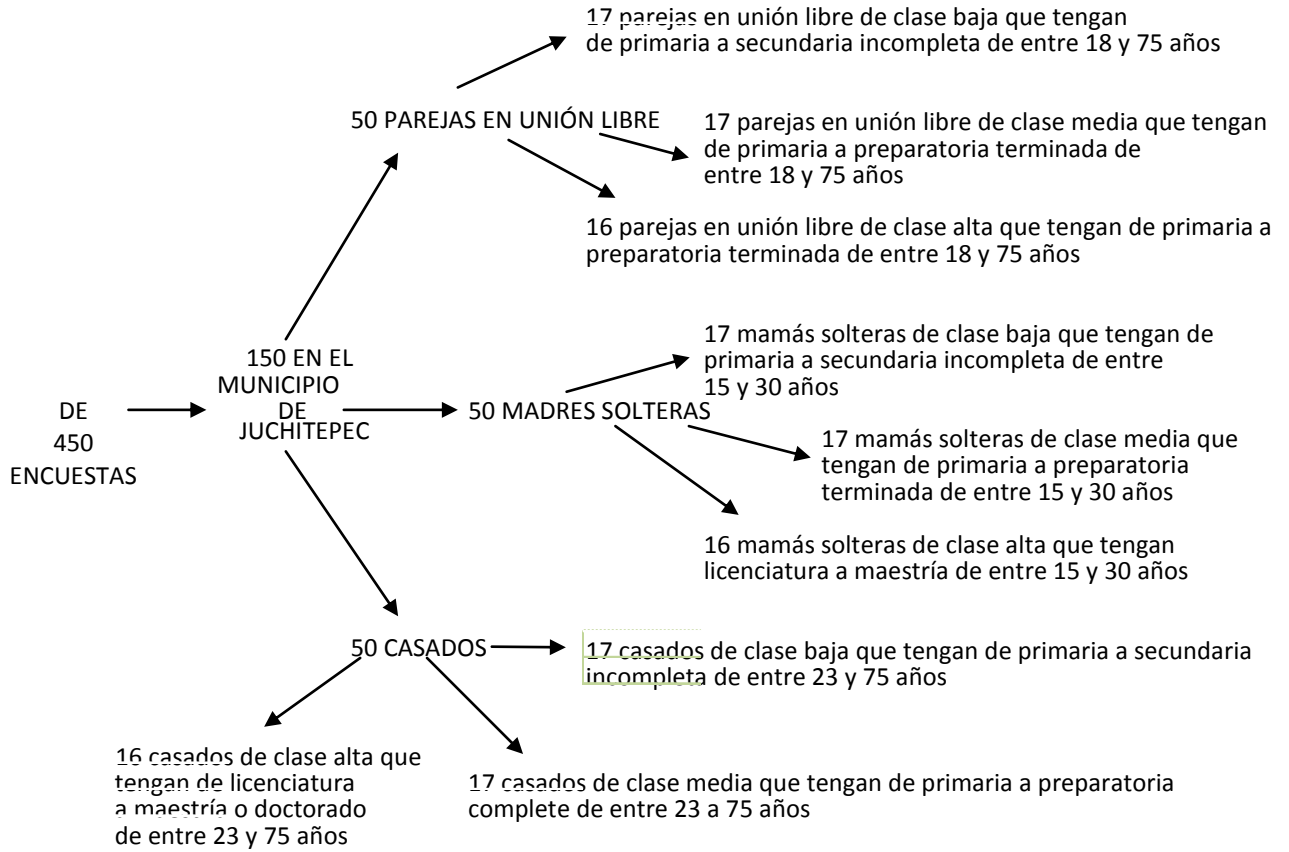 17 parejas en unión libre de clase baja que tengan
de primaria a secundaria incompleta de entre 18 y 75 años
50 PAREJAS EN UNIÓN LIBRE
17 parejas en unión libre de clase media que tengan
de primaria a preparatoria terminada de
entre 18 y 75 años
16 parejas en unión libre de clase alta que tengan de primaria a
preparatoria terminada de entre 18 y 75 años
DE
450
ENCUESTAS
150 EN EL
MUNICIPIO
DE
JUCHITEPEC
17 mamás solteras de clase baja que tengan de
primaria a secundaria incompleta de entre
15 y 30 años
50 MADRES SOLTERAS
17 mamás solteras de clase media que
tengan de primaria a preparatoria
terminada de entre 15 y 30 años
16 mamás solteras de clase alta que tengan
licenciatura a maestría de entre 15 y 30 años
50 CASADOS
17 casados de clase baja que tengan de primaria a secundaria
incompleta de entre 23 y 75 años
16 casados de clase alta que
tengan de licenciatura
a maestría o doctorado
de entre 23 y 75 años
17 casados de clase media que tengan de primaria a preparatoria
complete de entre 23 a 75 años